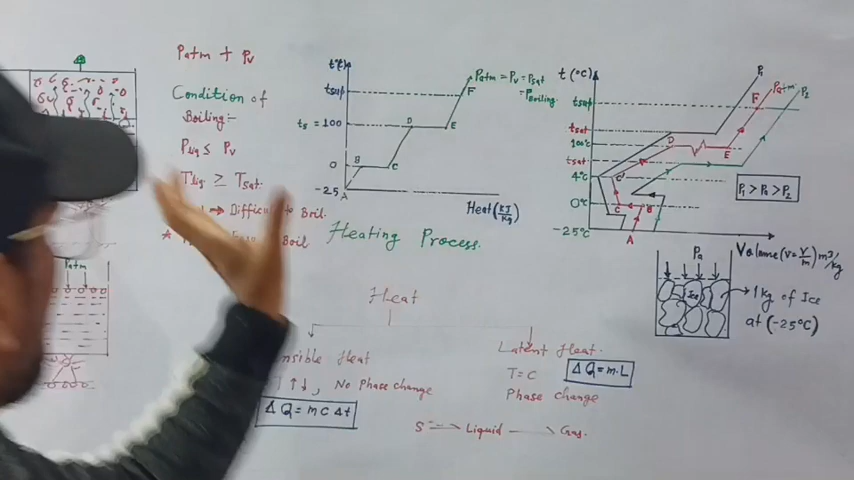 Patm + Pv
Condition of
Boiling:-
Pliq ≤ Pv
Tliq ≥ Tsat.
Difficult to Boil.
Boil
Patm
t(°C)
tsup
ts = 100
0
-25
A
B
C
D
E
F
Patm = Pv = Psat
= Pboiling.
Heat (kJ/kg)
Heating Process.
t (°C)
tsup
tsat
100°C
tsat
4°C
0°C
-25°C
A
B
C
C'
D
E
F
P1
Patm
P2
P1 > P > P2
Volume (v = V/m) m³/kg
Pa
Ice
1 kg of Ice
at (-25°C)
Heat
Sensible Heat
↑↓, No Phase change
ΔQ = m C Δt
Latent Heat.
T = C
ΔQ = m·L
Phase change
S → Liquid → Gas.